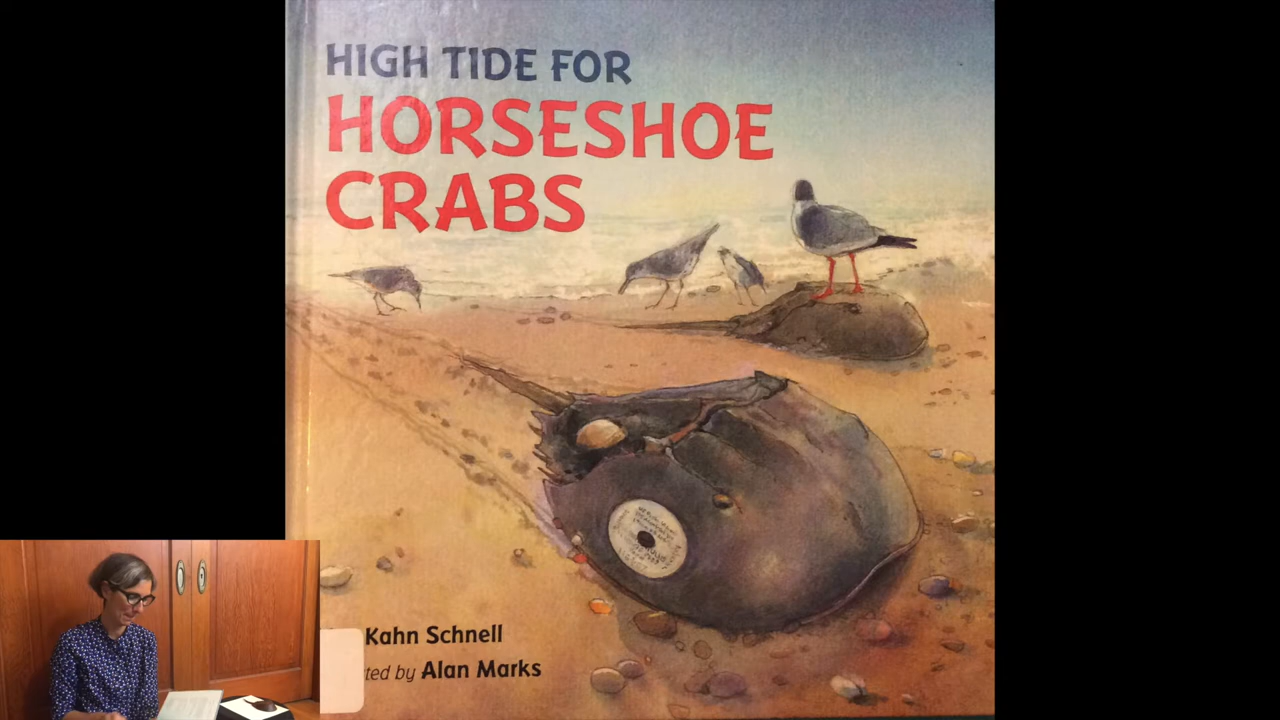 HIGH TIDE FOR
HORSESHOE
CRABS
Kahn Schnell
ted by Alan Marks